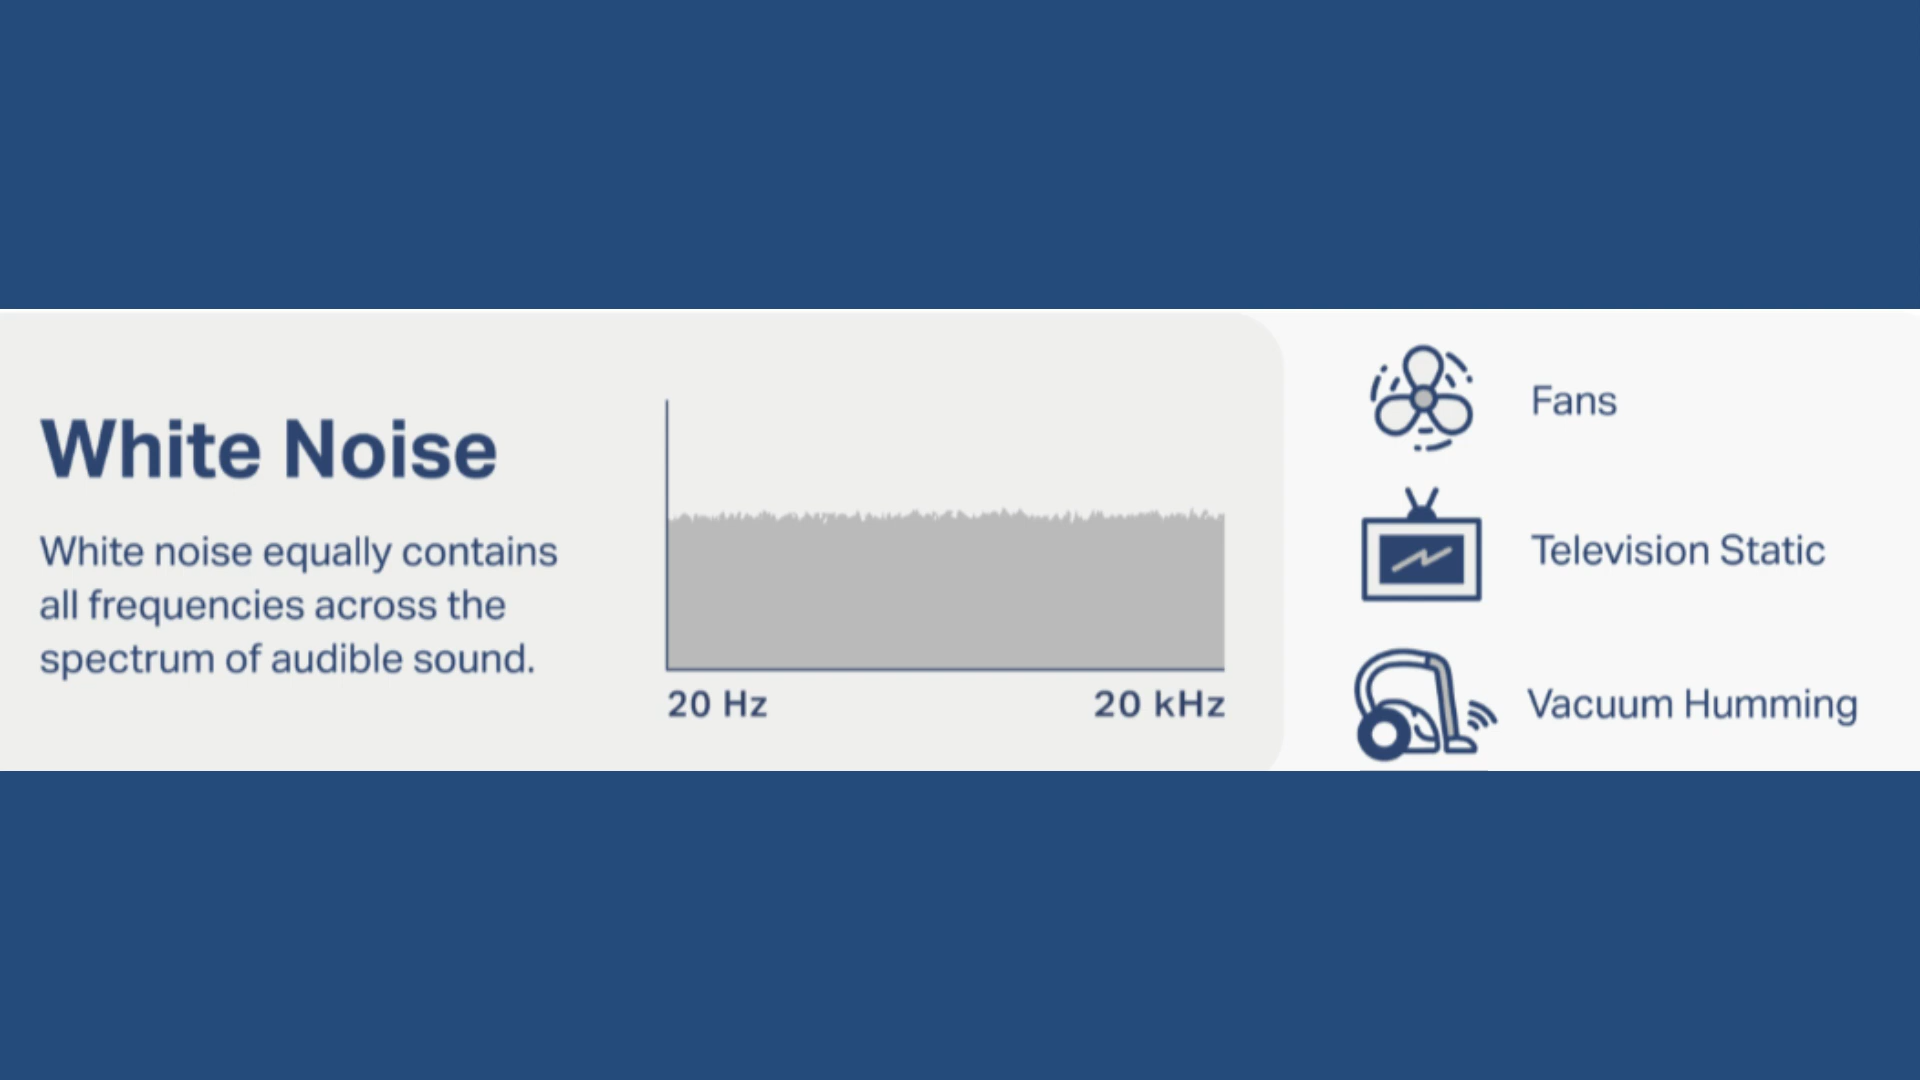 White Noise
White noise equally contains
all frequencies across the
spectrum of audible sound.
20 Hz
20 kHz
Fans
Television Static
Vacuum Humming